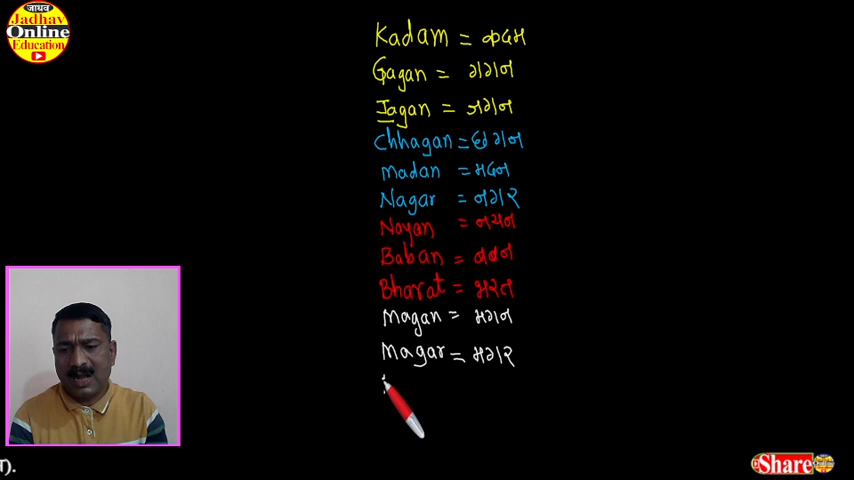 जाधव
Jadhav
Online
Education
Kadam = કદમ
Gagan = ગગન
Jagan = જગન
Chhagan = છગન
Madan = મદન
Nagar = નગર
Nayan = નયન
Baban = બબન
Bharat = ભરત
Magan = મગન
Magar = મગર
Share